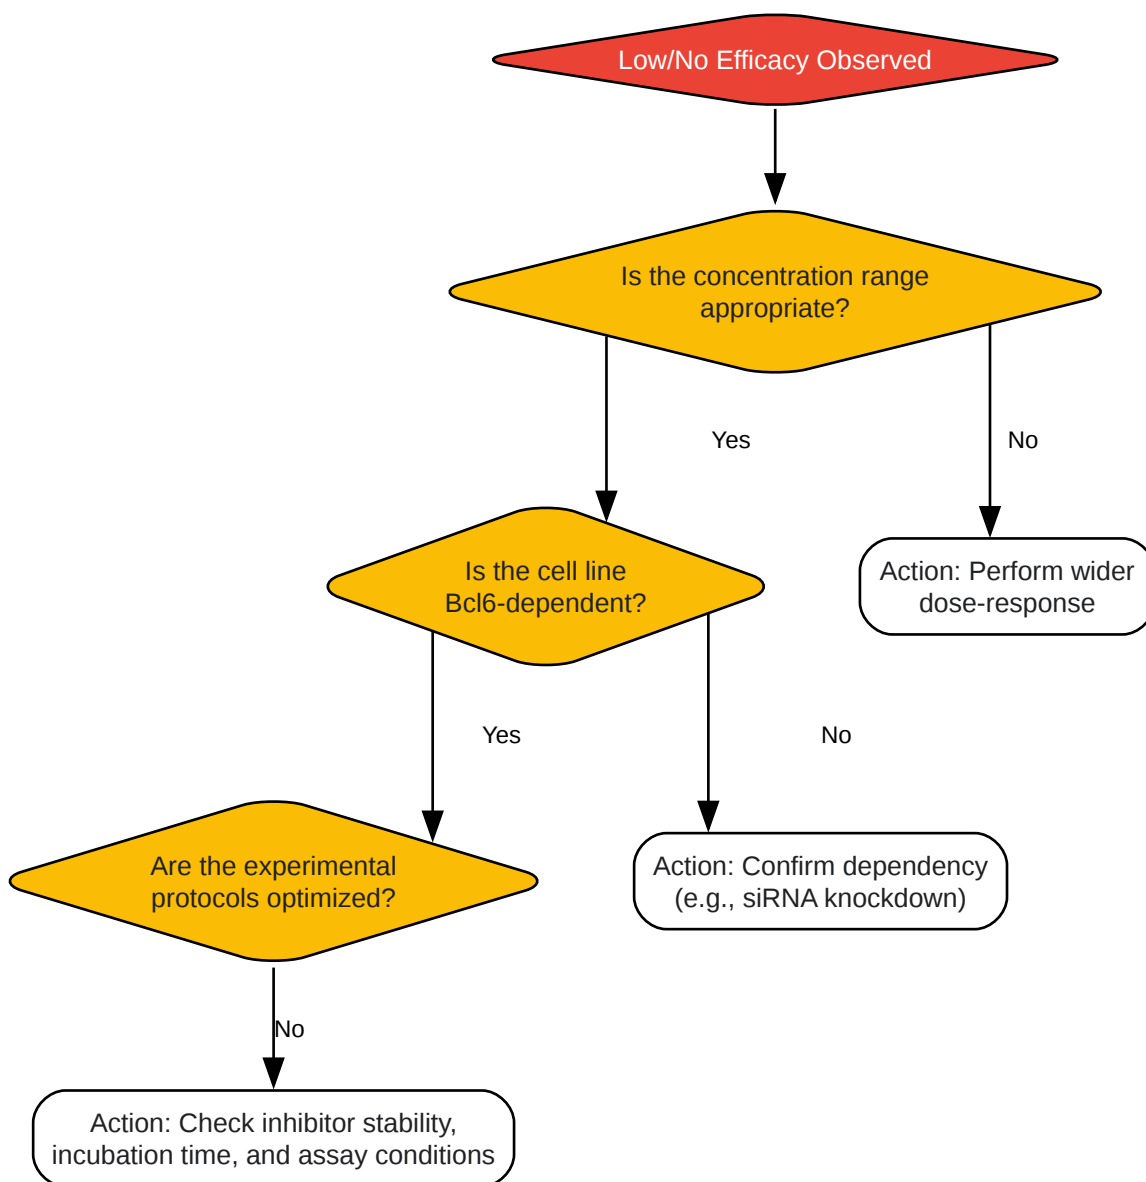 Low/No Efficacy Observed
Is the concentration range
appropriate?
Yes
No
Is the cell line
Bcl6-dependent?
Action: Perform wider
dose-response
Yes
No
Are the experimental
protocols optimized?
Action: Confirm dependency
(e.g., siRNA knockdown)
No
Action: Check inhibitor stability,
incubation time, and assay conditions